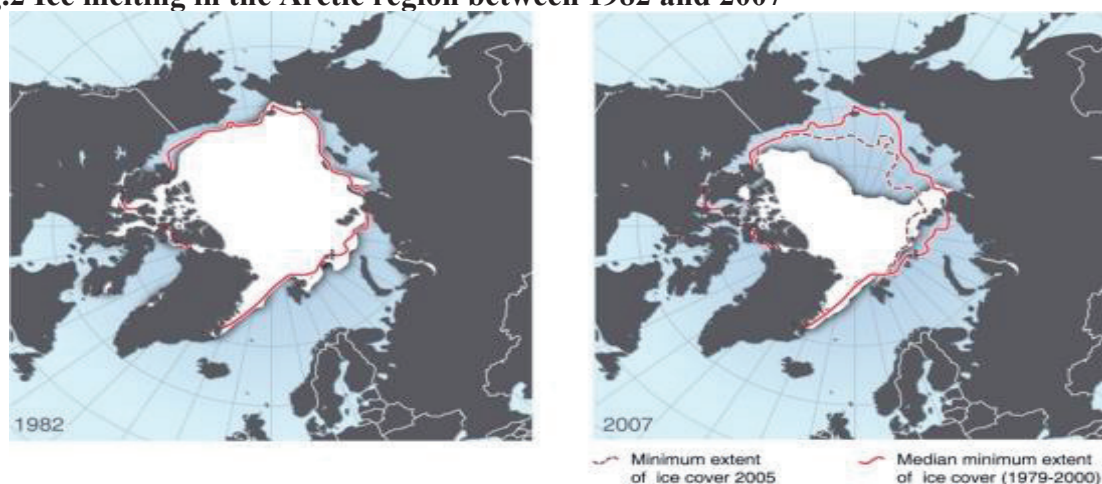 .2 Ice melting in the Arctic region between 1982 and 2007
1982
2007
Minimum extent
of ice cover 2005
Median minimum extent
of ice cover (1979-2000)